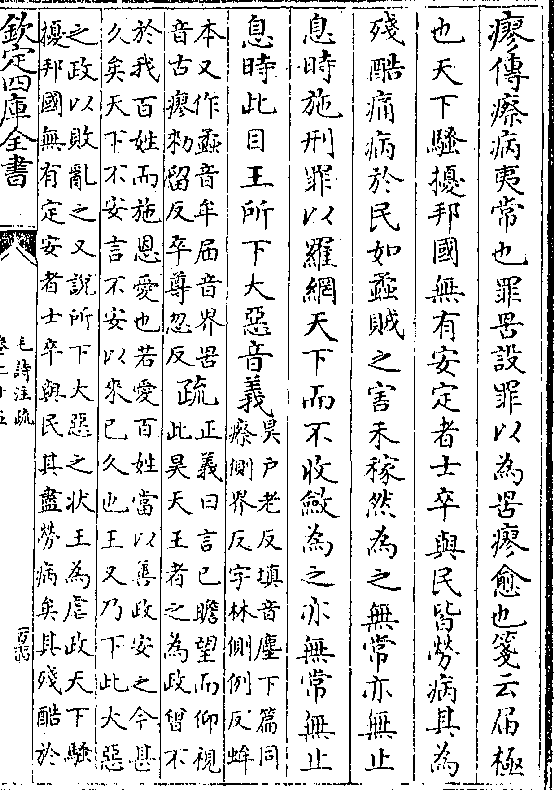 瘳傳瘵病夷常也罪罟設罪以為罟瘳愈也箋云届極
也天下騷擾邦國無有安定者士卒與民皆勞病其為
殘酷痛病於民如蟊賊之害禾稼然為之無常亦無止
息時施刑罪以羅網天下而不收斂為之亦無常無止
息時此目王所下大惡音義昊户老反填音塵下篇同
瘵側界反字林側例反蛑
本又作蟊音牟届音界罟
音古瘳勑留反卒尊忽反疏正義曰言已瞻望而仰視
此昊天王者之為政曾不
於我百姓而施恩愛也若愛百姓當以善政安之今甚
久矣天下不安言不安以來已久也王又乃下此大惡
之政以敗亂之又說所下大惡之状王為虐政天下騷
擾邦國無有定安者士卒與民其盡勞病矣其殘酷於
欽定四庫全書
毛詩注疏
卷二十五